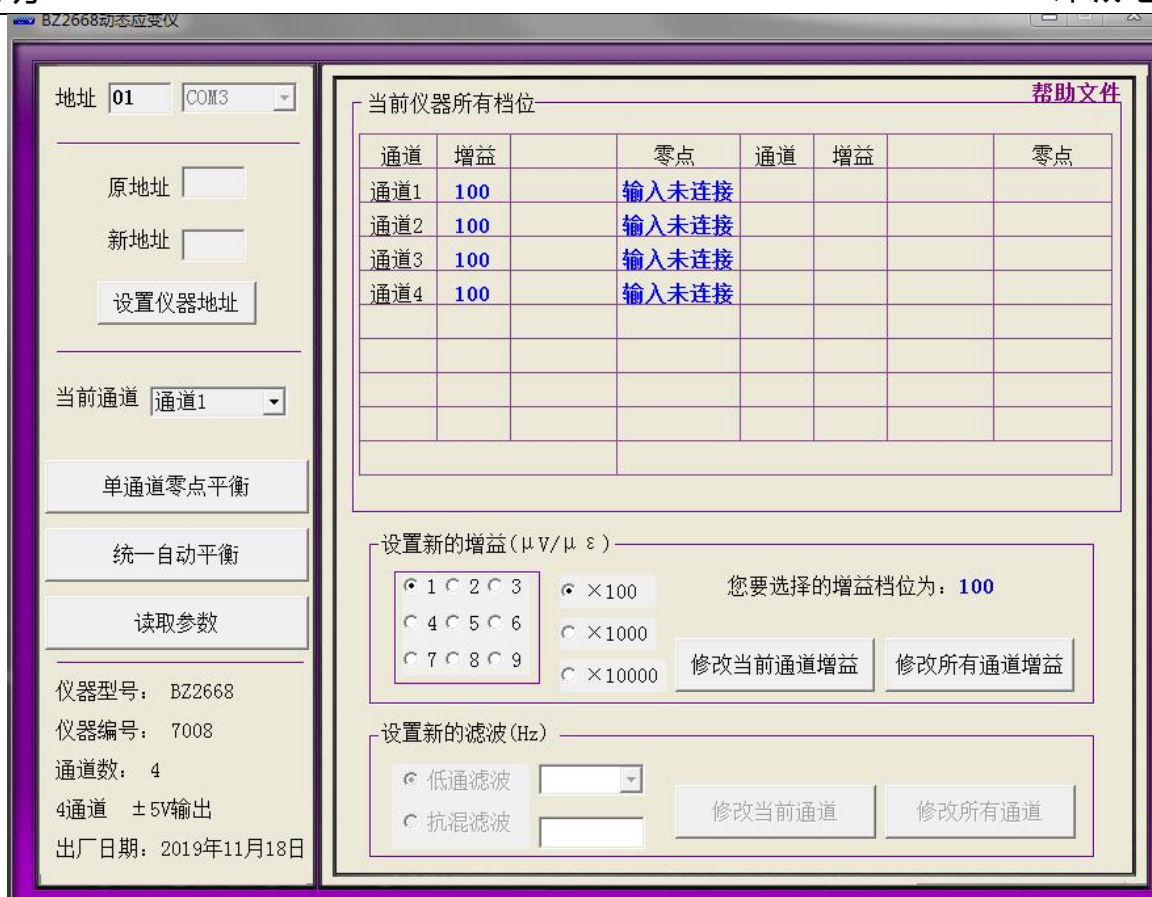 BZ2668动态应变仪
地址 01 COM3
原地址
新地址
设置仪器地址
当前通道 通道1
单通道零点平衡
统一自动平衡
读取参数
仪器型号： BZ2668
仪器编号： 7008
通道数： 4
4通道 ±5V输出
出厂日期：2019年11月18日
帮助文件
当前仪器所有档位
通道 增益 零点 通道 增益 零点
通道1 100 输入未连接
通道2 100 输入未连接
通道3 100 输入未连接
通道4 100 输入未连接
设置新的增益(μV/με)
1 2 3
4 5 6
7 8 9
×100
×1000
×10000
您要选择的增益档位为：100
修改当前通道增益 修改所有通道增益
设置新的滤波(Hz)
低通滤波
抗混滤波
修改当前通道 修改所有通道